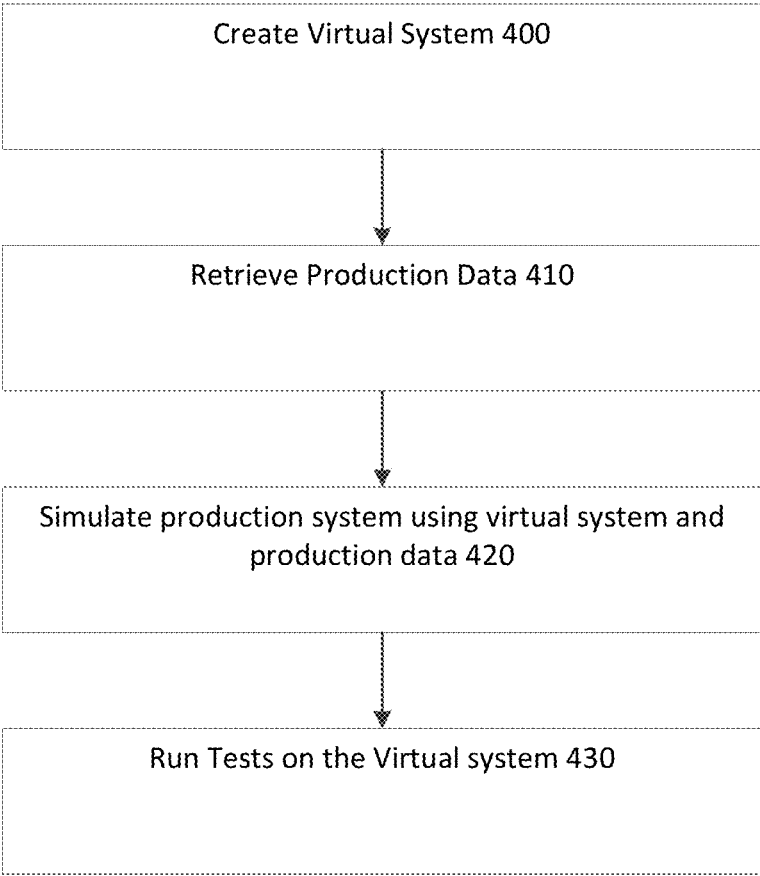 Create Virtual System 400
Retrieve Production Data 410
Simulate production system using virtual system and
production data 420
Run Tests on the Virtual system 430